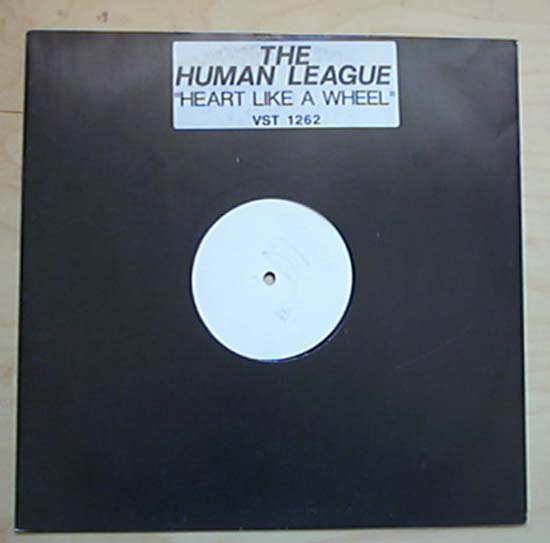 THE
HUMAN LEAGUE
"HEART LIKE A WHEEL"
VST 1262